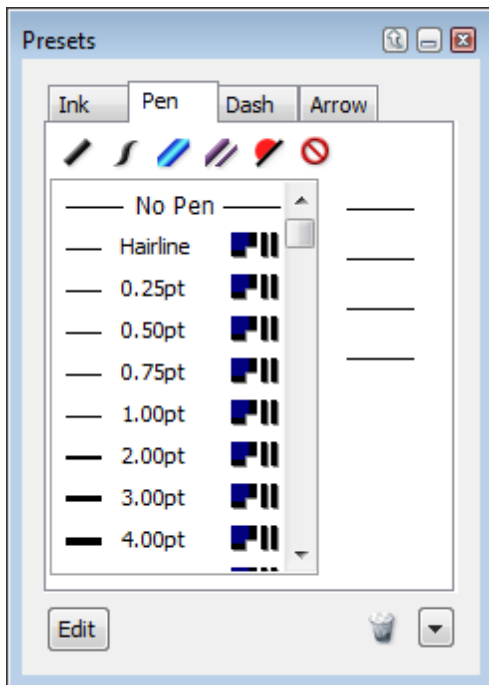 Presets
Ink Pen Dash Arrow
No Pen
Hairline
0.25pt
0.50pt
0.75pt
1.00pt
2.00pt
3.00pt
4.00pt
Edit